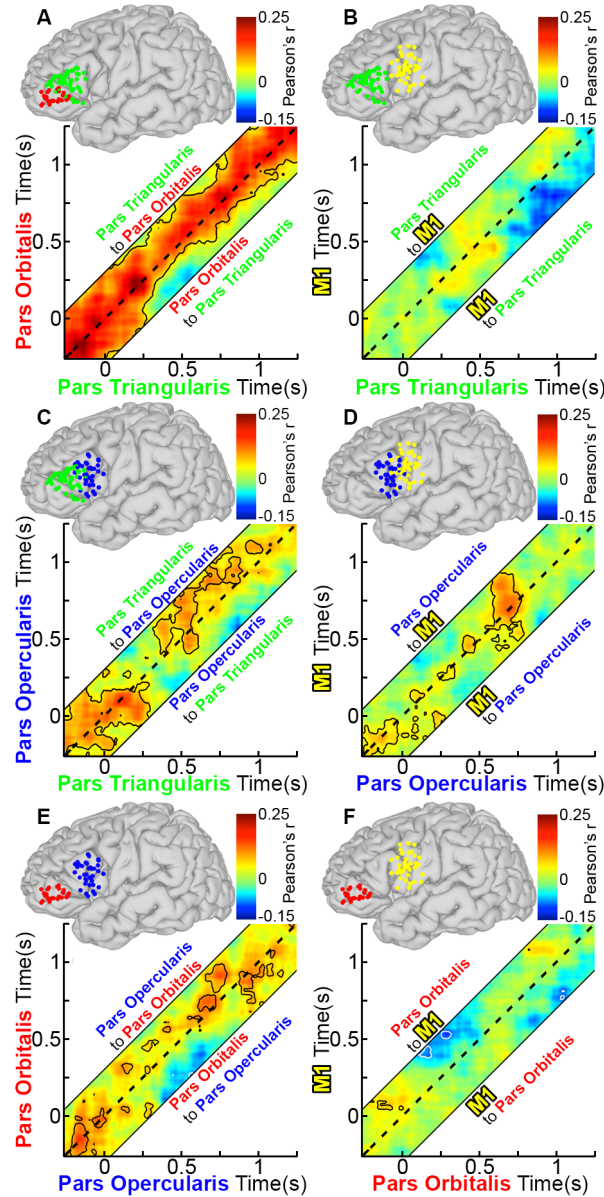 A
0.25
0
-0.15
Pearson's r
Pars Orbitalis Time(s)
1
0.5
0
Pars Triangularis
to Pars Orbitalis
Pars Orbitalis
to Pars Triangularis
0
0.5
1
Pars Triangularis Time(s)
B
0.25
0
-0.15
Pearson's r
M1 Time(s)
1
0.5
0
Pars Triangularis
to M1
M1
to Pars Triangularis
0
0.5
1
Pars Triangularis Time(s)
C
0.25
0
-0.15
Pearson's r
Pars Opercularis Time(s)
1
0.5
0
Pars Triangularis
to Pars Opercularis
Pars Opercularis
to Pars Triangularis
0
0.5
1
Pars Triangularis Time(s)
D
0.25
0
-0.15
Pearson's r
M1 Time(s)
1
0.5
0
Pars Opercularis
to M1
M1
to Pars Opercularis
0
0.5
1
Pars Opercularis Time(s)
E
0.25
0
-0.15
Pearson's r
Pars Orbitalis Time(s)
1
0.5
0
Pars Opercularis
to Pars Orbitalis
Pars Orbitalis
to Pars Opercularis
0
0.5
1
Pars Opercularis Time(s)
F
0.25
0
-0.15
Pearson's r
M1 Time(s)
1
0.5
0
Pars Orbitalis
to M1
M1
to Pars Orbitalis
0
0.5
1
Pars Orbitalis Time(s)